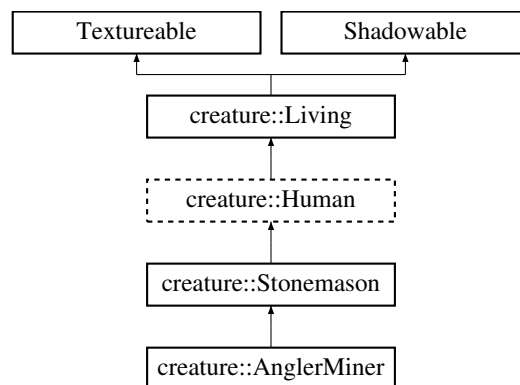 Textureable
Shadowable
creature::Living
creature::Human
creature::Stonemason
creature::AnglerMiner